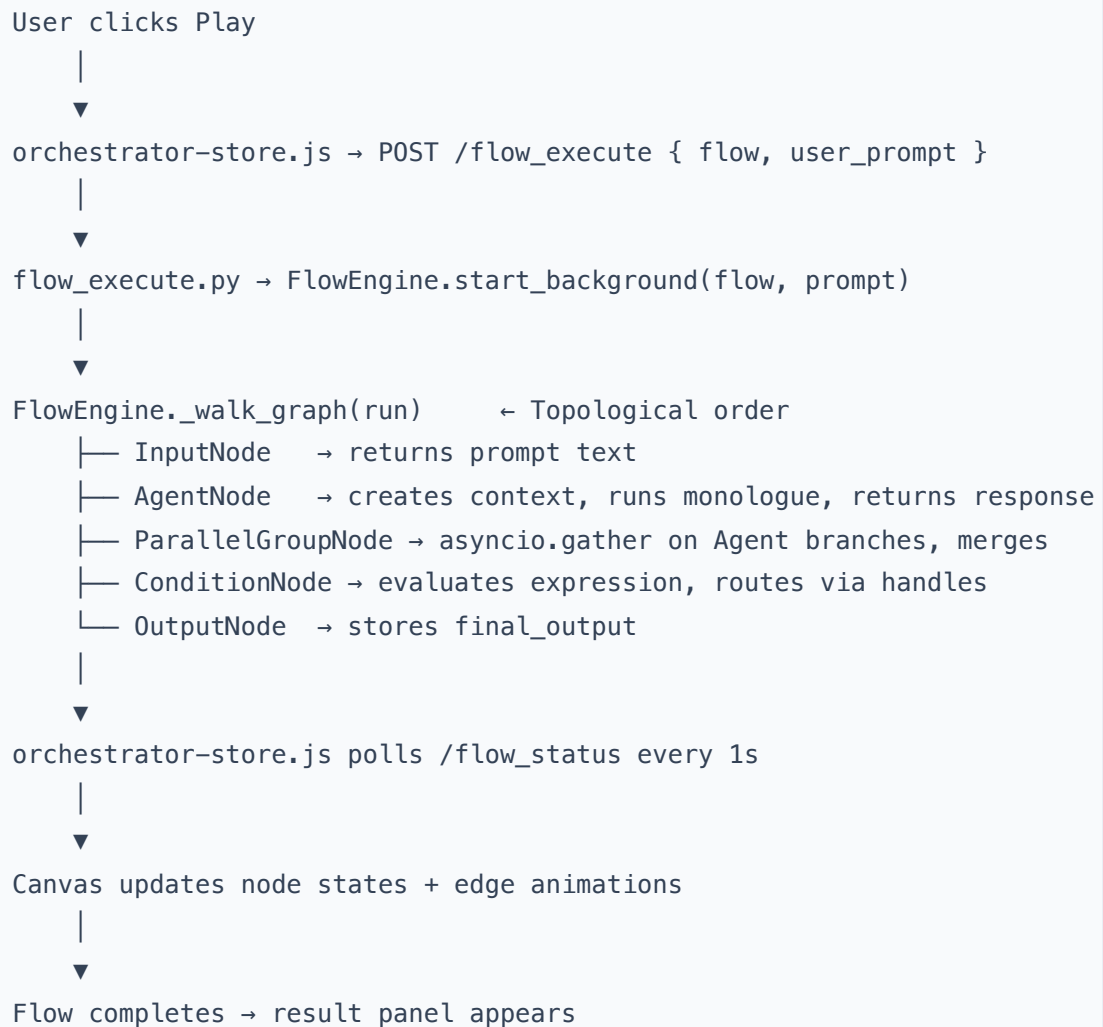 User clicks Play
│
▼
orchestrator-store.js → POST /flow_execute { flow, user_prompt }
│
▼
flow_execute.py → FlowEngine.start_background(flow, prompt)
│
▼
FlowEngine._walk_graph(run)     ← Topological order
├── InputNode   → returns prompt text
├── AgentNode   → creates context, runs monologue, returns response
├── ParallelGroupNode → asyncio.gather on Agent branches, merges
├── ConditionNode → evaluates expression, routes via handles
└── OutputNode  → stores final_output
│
▼
orchestrator-store.js polls /flow_status every 1s
│
▼
Canvas updates node states + edge animations
│
▼
Flow completes → result panel appears